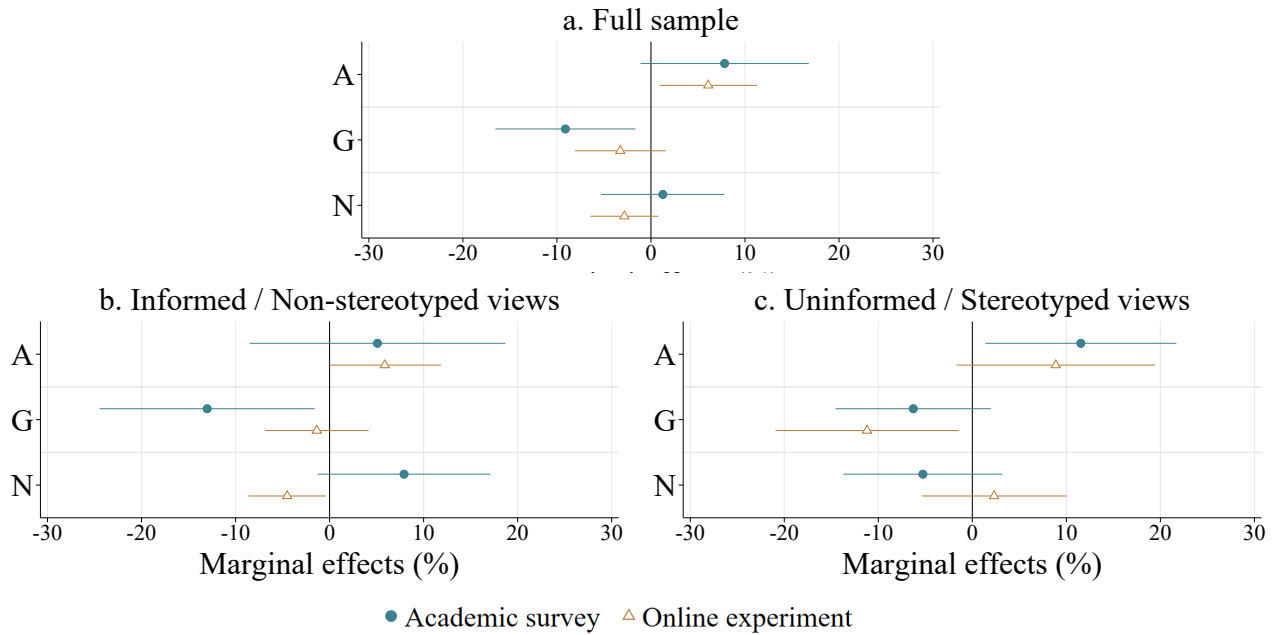 a. Full sample
A
G
N
-30 -20 -10 0 10 20 30
b. Informed / Non-stereotyped views
A
G
N
-30 -20 -10 0 10 20 30
Marginal effects (%)
c. Uninformed / Stereotyped views
A
G
N
-30 -20 -10 0 10 20 30
Marginal effects (%)
Academic survey Online experiment